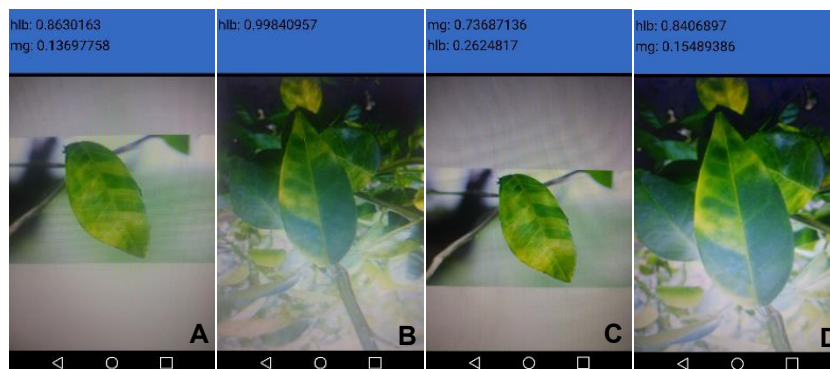 hlb: 0.8630163
mg: 0.13697758
A
hlb: 0.99840957
B
mg: 0.73687136
hlb: 0.2624817
C
hlb: 0.8406897
mg: 0.15489386
D